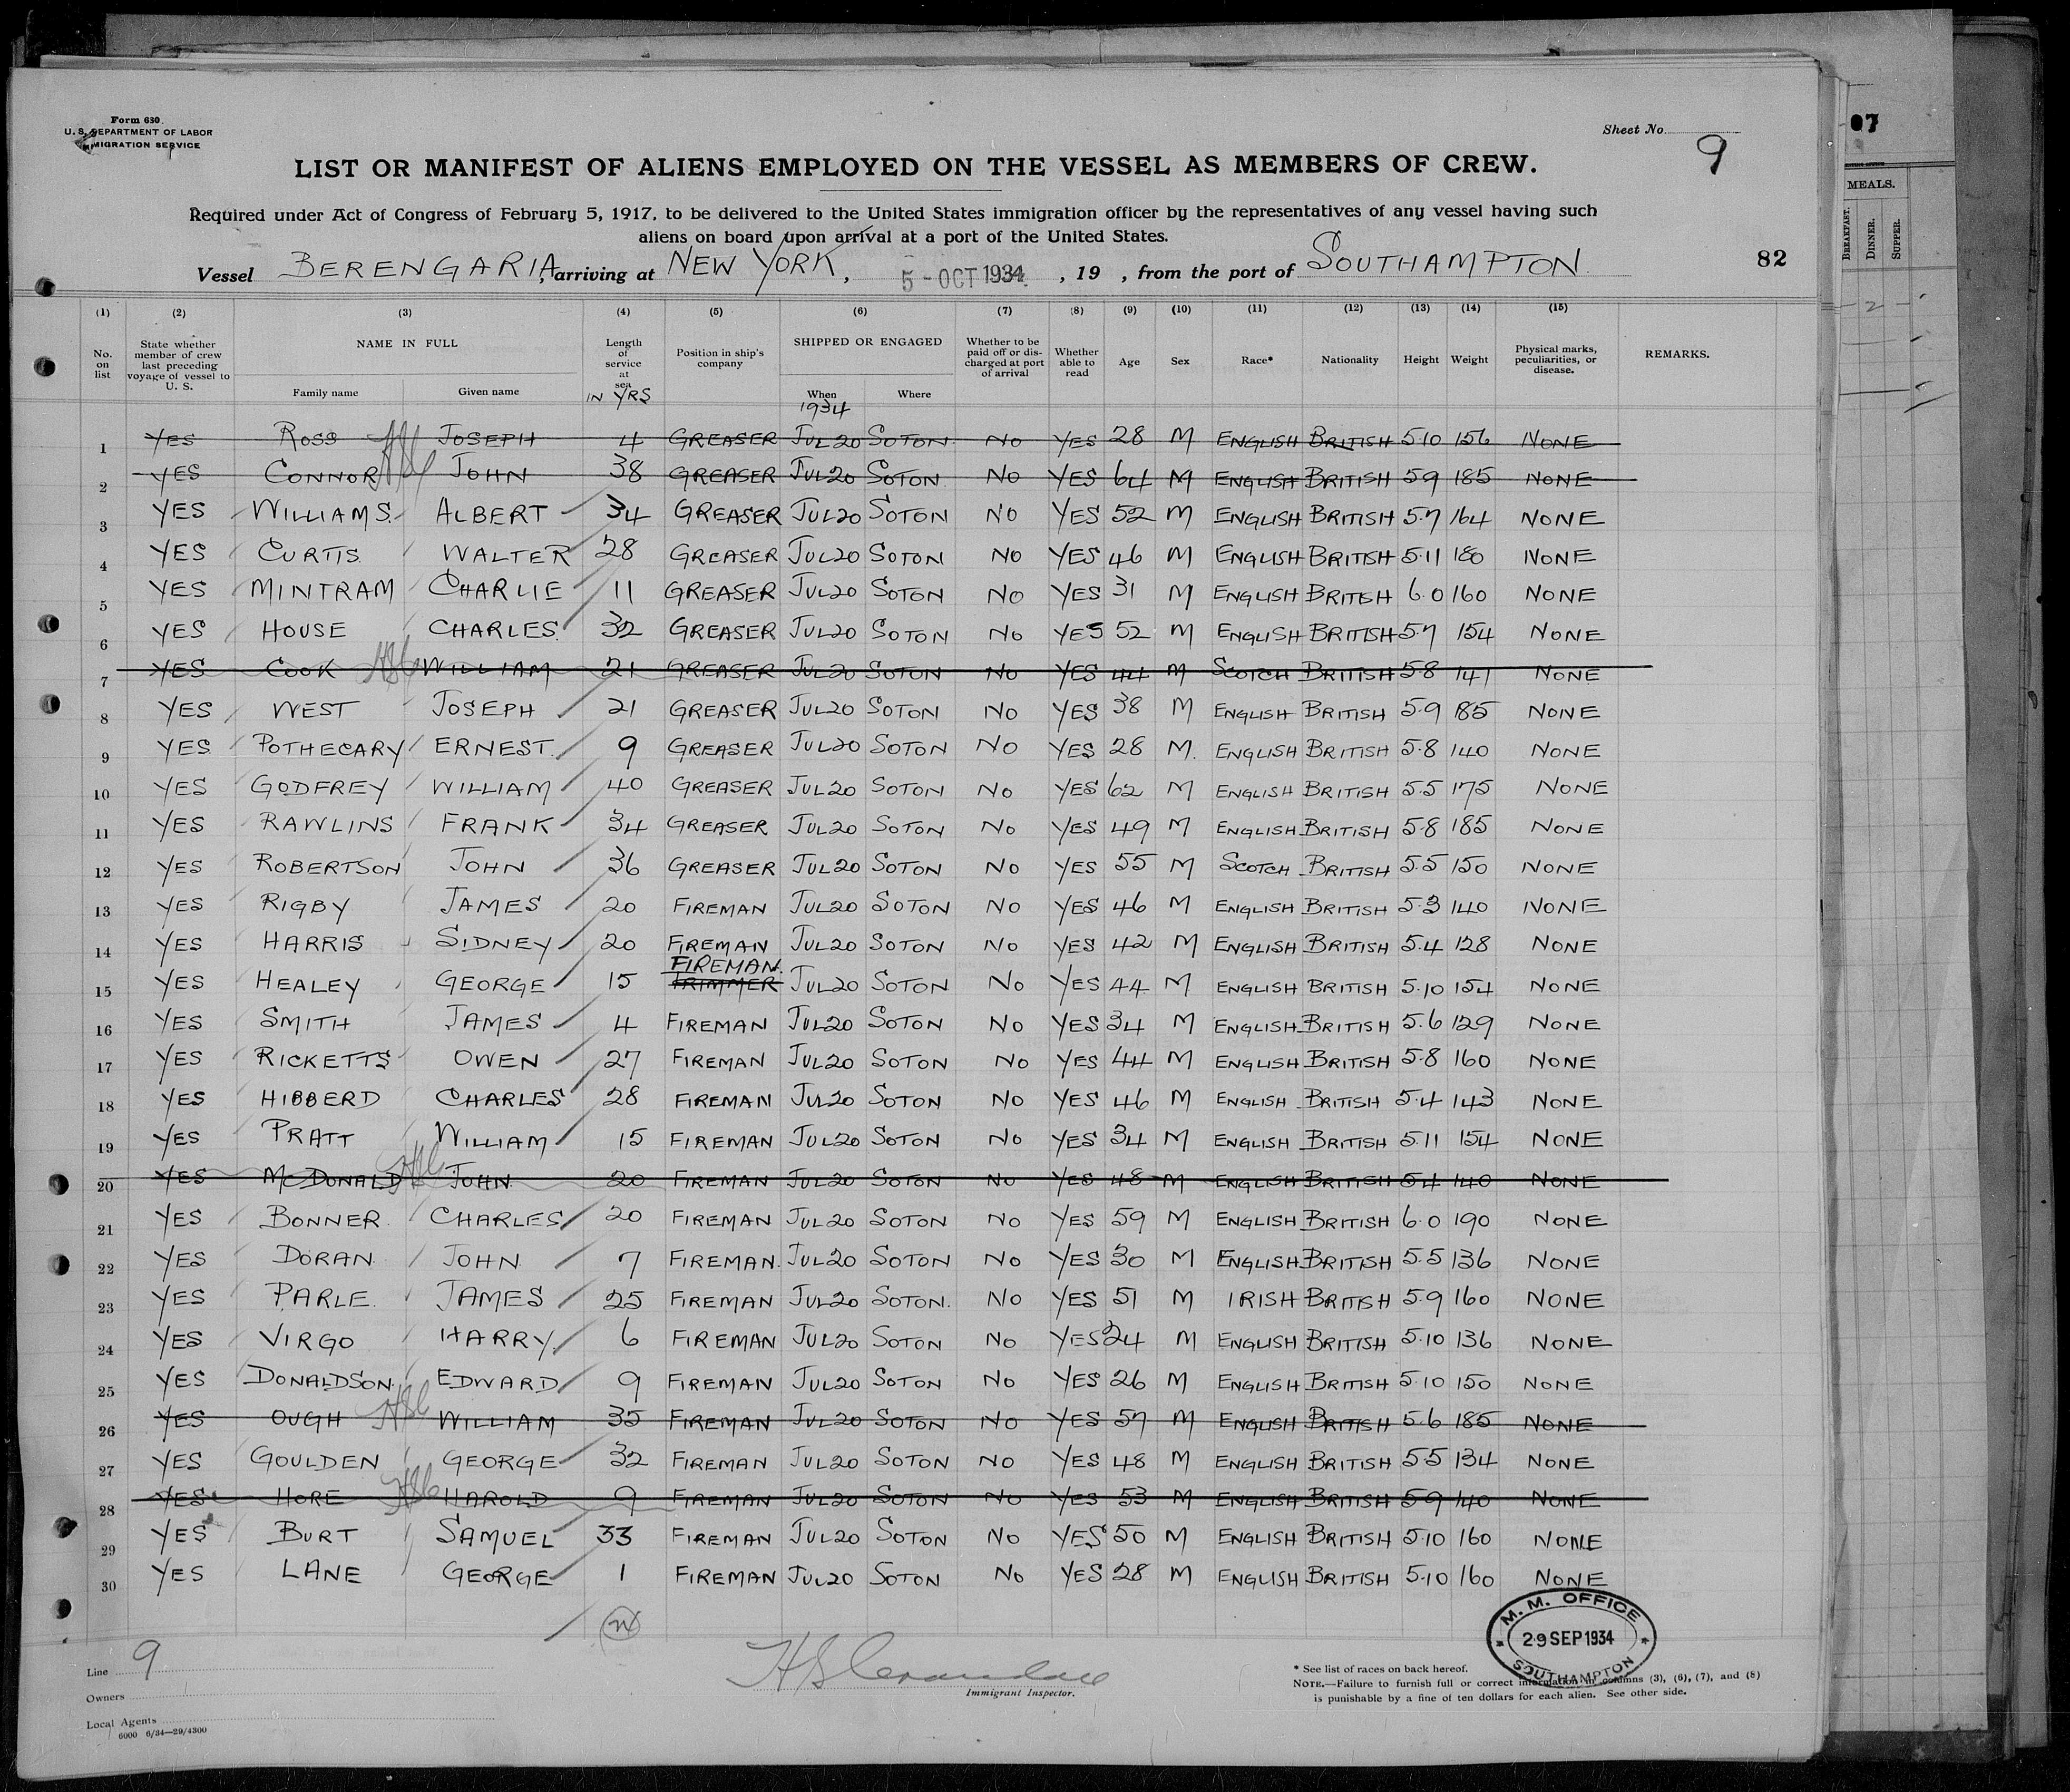 Form 680.
U. S. DEPARTMENT OF LABOR
IMMIGRATION SERVICE
Sheet No.
9
07
LIST OR MANIFEST OF ALIENS EMPLOYED ON THE VESSEL AS MEMBERS OF CREW.
Required under Act of Congress of February 5, 1917, to be delivered to the United States immigration officer by the representatives of any vessel having such
aliens on board upon arrival at a port of the United States.
Vessel BERENGARIA, arriving at NEW YORK, 5-OCT 1934, 19 , from the port of SOUTHAMPTON 82
MEALS.
BREAKFAST. DINNER. SUPPER.
(1) (2) (3) (4) (5) (6) (7) (8) (9) (10) (11) (12) (13) (14) (15)
No. on list State whether member of crew last preceding voyage of vessel to U. S. NAME IN FULL Length of service at sea IN YRS Position in ship's company SHIPPED OR ENGAGED Whether to be paid off or discharged at port of arrival Whether able to read Age Sex Race* Nationality Height Weight Physical marks, peculiarities, or disease. REMARKS.
Family name Given name When Where
1934
1 YES ROSS JOSEPH 4 GREASER JUL20 SOTON NO YES 28 M ENGLISH BRITISH 5.10 156 NONE
2 YES CONNOR JOHN 38 GREASER JUL20 SOTON NO YES 64 M ENGLISH BRITISH 5.9 185 NONE
3 YES WILLIAMS ALBERT 34 GREASER JUL20 SOTON NO YES 52 M ENGLISH BRITISH 5.7 164 NONE
4 YES CURTIS WALTER 28 GREASER JUL20 SOTON NO YES 46 M ENGLISH BRITISH 5.11 180 NONE
5 YES MINTRAM CHARLIE 11 GREASER JUL20 SOTON NO YES 31 M ENGLISH BRITISH 6.0 160 NONE
6 YES HOUSE CHARLES 32 GREASER JUL20 SOTON NO YES 52 M ENGLISH BRITISH 5.7 154 NONE
7 YES COOK WILLIAM 21 GREASER JUL20 SOTON NO YES 44 M SCOTCH BRITISH 5.8 141 NONE
8 YES WEST JOSEPH 21 GREASER JUL20 SOTON NO YES 38 M ENGLISH BRITISH 5.9 185 NONE
9 YES POTHECARY ERNEST 9 GREASER JUL20 SOTON NO YES 28 M. ENGLISH BRITISH 5.8 140 NONE
10 YES GODFREY WILLIAM 40 GREASER JUL20 SOTON NO YES 62 M ENGLISH BRITISH 5.5 175 NONE
11 YES RAWLINS FRANK 34 GREASER JUL20 SOTON NO YES 49 M ENGLISH BRITISH 5.8 185 NONE
12 YES ROBERTSON JOHN 36 GREASER JUL20 SOTON NO YES 55 M SCOTCH BRITISH 5.5 150 NONE
13 YES RIGBY JAMES 20 FIREMAN JUL20 SOTON NO YES 46 M ENGLISH BRITISH 5.3 140 NONE
14 YES HARRIS SIDNEY 20 FIREMAN JUL20 SOTON NO YES 42 M ENGLISH BRITISH 5.4 128 NONE
FIREMAN
15 YES HEALEY GEORGE 15 TRIMMER JUL20 SOTON NO YES 44 M ENGLISH BRITISH 5.10 154 NONE
16 YES SMITH JAMES 4 FIREMAN JUL20 SOTON NO YES 34 M ENGLISH BRITISH 5.6 129 NONE
17 YES RICKETTS OWEN 27 FIREMAN JUL20 SOTON NO YES 44 M ENGLISH BRITISH 5.8 160 NONE
18 YES HIBBERD CHARLES 28 FIREMAN JUL20 SOTON NO YES 46 M ENGLISH BRITISH 5.4 143 NONE
19 YES PRATT WILLIAM 15 FIREMAN JUL20 SOTON NO YES 34 M ENGLISH BRITISH 5.11 154 NONE
20 YES McDONALD JOHN 20 FIREMAN JUL20 SOTON NO YES 48 M ENGLISH BRITISH 5.4 140 NONE
21 YES BONNER CHARLES 20 FIREMAN JUL20 SOTON NO YES 59 M ENGLISH BRITISH 6.0 190 NONE
22 YES DORAN JOHN 7 FIREMAN JUL20 SOTON NO YES 30 M ENGLISH BRITISH 5.5 136 NONE
23 YES PARLE JAMES 25 FIREMAN JUL20 SOTON NO YES 51 M IRISH BRITISH 5.9 160 NONE
24 YES VIRGO HARRY 6 FIREMAN JUL20 SOTON NO YES 24 M ENGLISH BRITISH 5.10 136 NONE
25 YES DONALDSON EDWARD 9 FIREMAN JUL20 SOTON NO YES 26 M ENGLISH BRITISH 5.10 150 NONE
26 YES OUGH WILLIAM 35 FIREMAN JUL20 SOTON NO YES 57 M ENGLISH BRITISH 5.6 185 NONE
27 YES GOULDEN GEORGE 32 FIREMAN JUL20 SOTON NO YES 48 M ENGLISH BRITISH 5.5 134 NONE
28 YES HORE HAROLD 9 FIREMAN JUL20 SOTON NO YES 53 M ENGLISH BRITISH 5.9 140 NONE
29 YES BURT SAMUEL 33 FIREMAN JUL20 SOTON NO YES 50 M ENGLISH BRITISH 5.10 160 NONE
30 YES LANE GEORGE 1 FIREMAN JUL20 SOTON NO YES 28 M ENGLISH BRITISH 5.10 160 NONE
M. M. OFFICE
29 SEP 1934
SOUTHAMPTON
Line 9
Owners
Local Agents
6000 6/34—29/4300
Immigrant Inspector.
* See list of races on back hereof.
NOTE.—Failure to furnish full or correct information in columns (3), (6), (7), and (8)
is punishable by a fine of ten dollars for each alien. See other side.